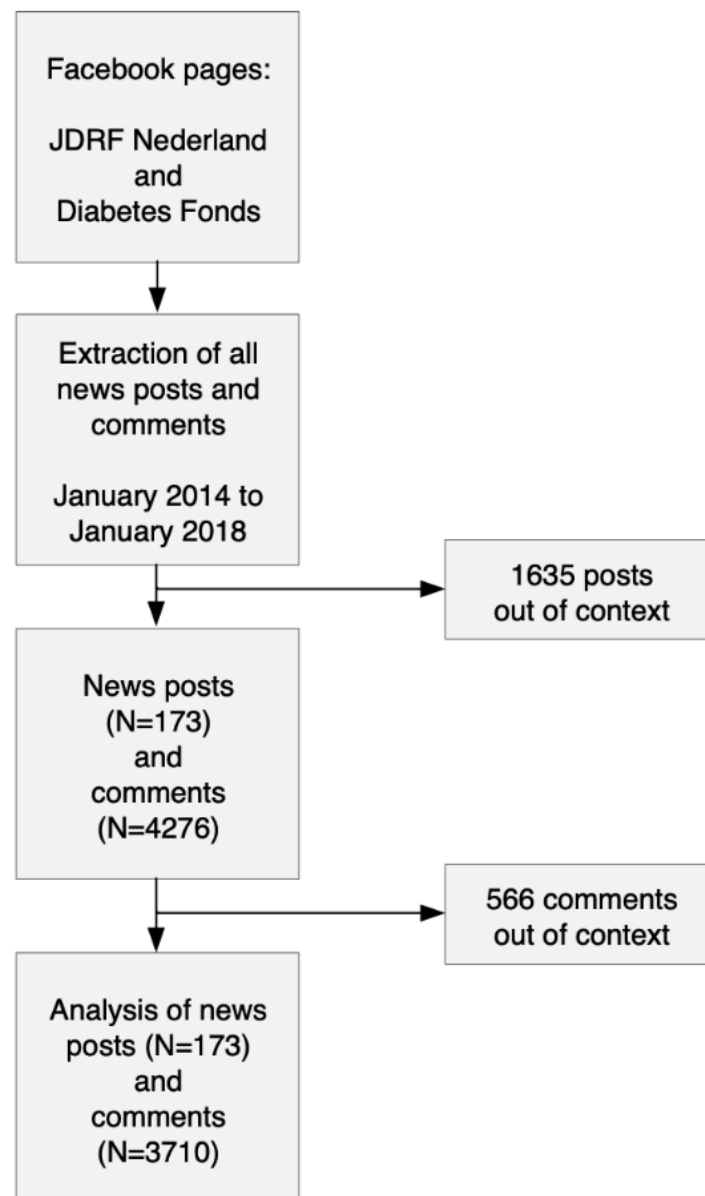 Facebook pages:
JDRF Nederland
and
Diabetes Fonds
Extraction of all
news posts and
comments
January 2014 to
January 2018
1635 posts
out of context
News posts
(N=173)
and
comments
(N=4276)
566 comments
out of context
Analysis of news
posts (N=173)
and
comments
(N=3710)